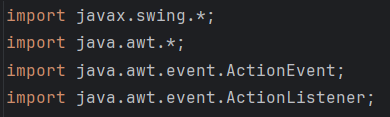 import javax.swing.*;
import java.awt.*;
import java.awt.event.ActionEvent;
import java.awt.event.ActionListener;